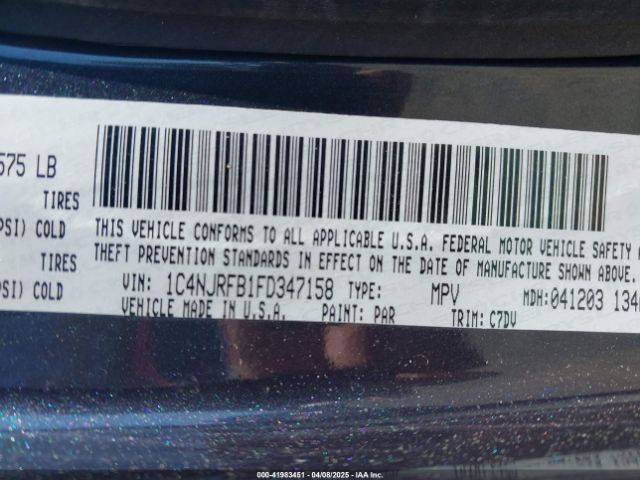 575 LB
TIRES
PSI) COLD
THIS VEHICLE CONFORMS TO ALL APPLICABLE U.S.A. FEDERAL MOTOR VEHICLE SAFETY
THEFT PREVENTION STANDARDS IN EFFECT ON THE DATE OF MANUFACTURE SHOWN ABOVE.
TIRES
PSI) COLD
VIN: 1C4NJRFB1FD347158 TYPE: MPV MDH:041203 134
VEHICLE MADE IN U.S.A. PAINT: PAR TRIM: C7DV
000-41983451 | 04/08/2025 | IAA Inc.